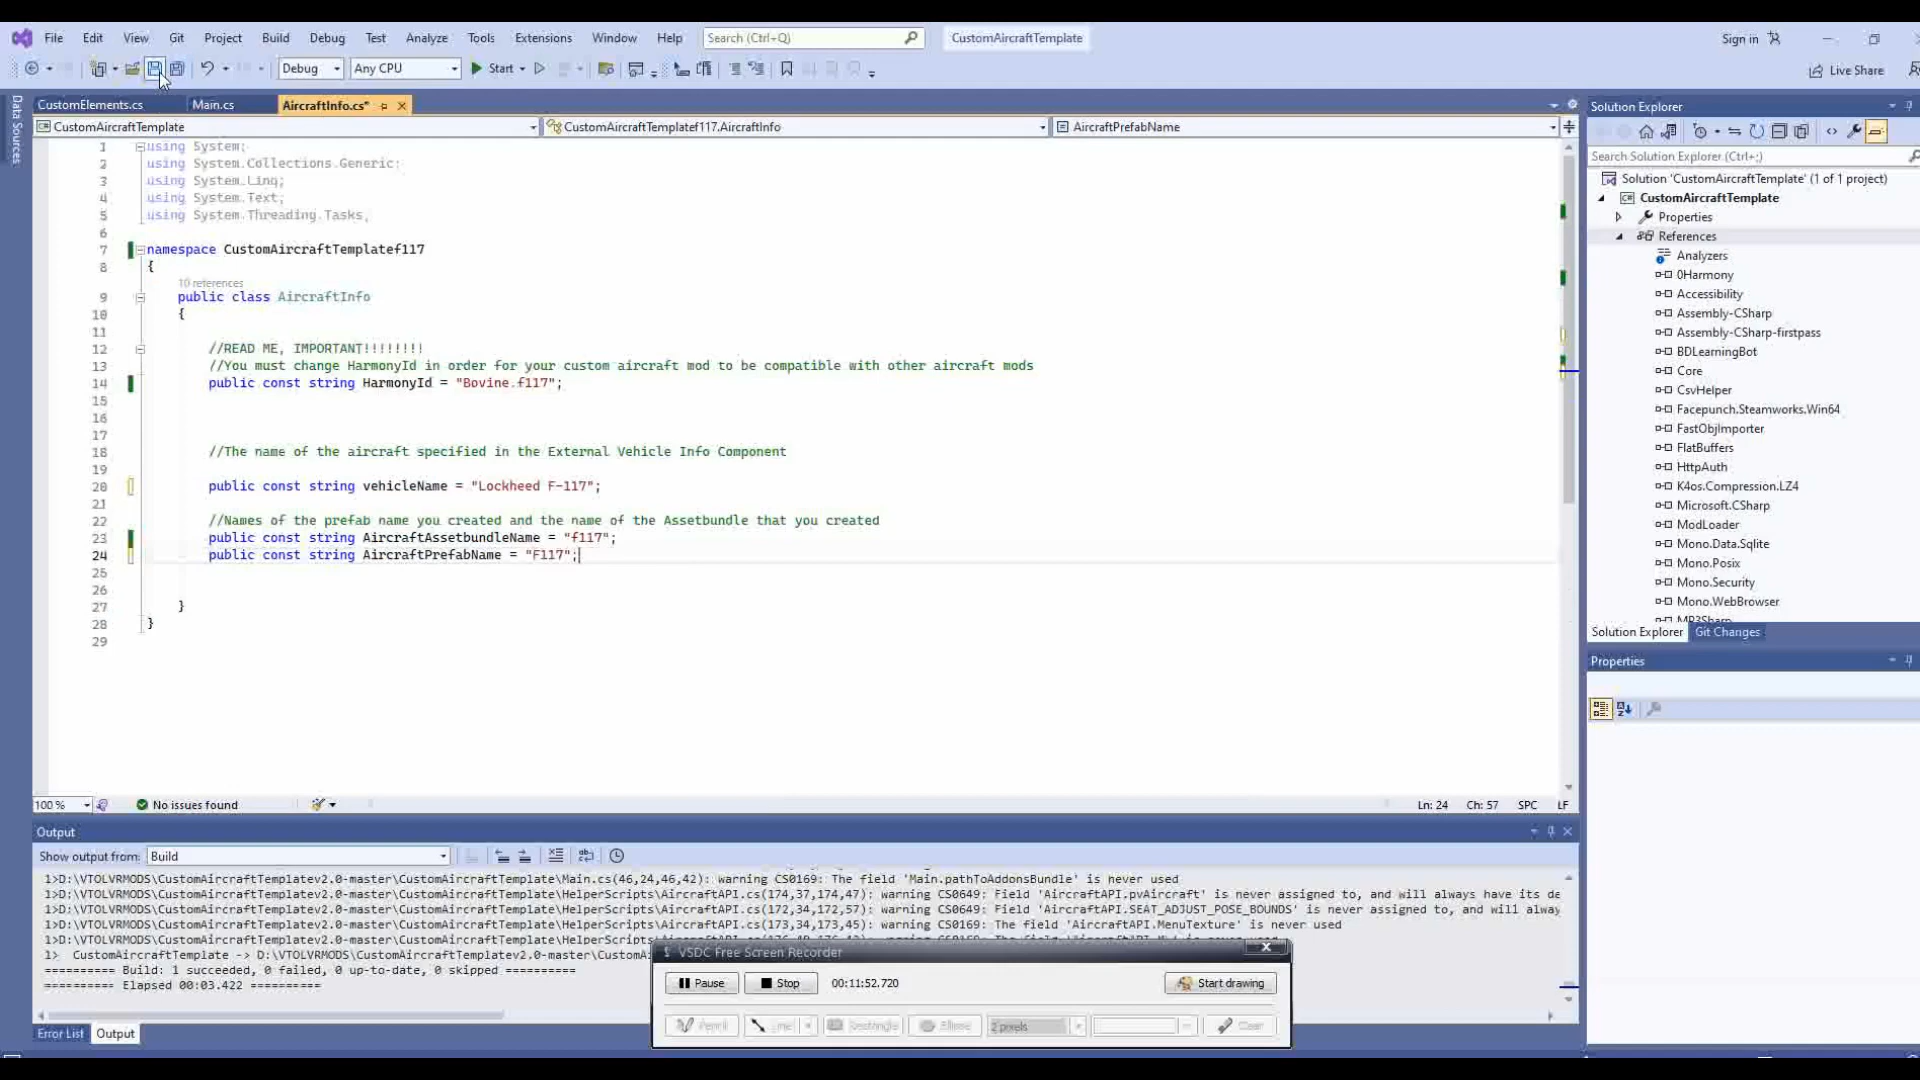 File Edit View Git Project Build Debug Test Analyze Tools Extensions Window Help Search (Ctrl+Q) CustomAircraftTemplate Sign in
Debug Any CPU Start Live Share
Data Sources
CustomElements.cs Main.cs AircraftInfo.cs*
CustomAircraftTemplate CustomAircraftTemplatef117.AircraftInfo AircraftPrefabName
1 using System;
2 using System.Collections.Generic;
3 using System.Linq;
4 using System.Text;
5 using System.Threading.Tasks;
6
7 namespace CustomAircraftTemplatef117
8 {
10 references
9 public class AircraftInfo
10 {
11
12 //READ ME, IMPORTANT!!!!!!!!
13 //You must change HarmonyId in order for your custom aircraft mod to be compatible with other aircraft mods
14 public const string HarmonyId = "Bovine.f117";
15
16
17
18 //The name of the aircraft specified in the External Vehicle Info Component
19
20 public const string vehicleName = "Lockheed F-117";
21
22 //Names of the prefab name you created and the name of the Assetbundle that you created
23 public const string AircraftAssetbundleName = "f117";
24 public const string AircraftPrefabName = "F117";
25
26
27 }
28 }
29
100 % No issues found Ln: 24 Ch: 57 SPC LF
Output
Show output from: Build
1>D:\VTOLVRMODS\CustomAircraftTemplatev2.0-master\CustomAircraftTemplate\Main.cs(46,24,46,42): warning CS0169: The field 'Main.pathToAddonsBundle' is never used
1>D:\VTOLVRMODS\CustomAircraftTemplatev2.0-master\CustomAircraftTemplate\HelperScripts\AircraftAPI.cs(174,37,174,47): warning CS0649: Field 'AircraftAPI.pvAircraft' is never assigned to, and will always have its de
1>D:\VTOLVRMODS\CustomAircraftTemplatev2.0-master\CustomAircraftTemplate\HelperScripts\AircraftAPI.cs(172,37,172,57): warning CS0649: Field 'AircraftAPI.SEAT_ADJUST_POSE_BOUNDS' is never assigned to, and will alway
1>D:\VTOLVRMODS\CustomAircraftTemplatev2.0-master\CustomAircraftTemplate\HelperScripts\AircraftAPI.cs(173,34,173,45): warning CS0169: The field 'AircraftAPI.MenuTexture' is never used
1>D:\VTOLVRMODS\CustomAircraftTemplatev2.0-master\CustomAircraftTemplate\HelperScripts\AircraftAPI.cs
1> CustomAircraftTemplate -> D:\VTOLVRMODS\CustomAircraftTemplatev2.0-master\CustomA
========== Build: 1 succeeded, 0 failed, 0 up-to-date, 0 skipped ==========
========== Elapsed 00:03.422 ==========
Error List Output
VSDC Free Screen Recorder
Pause Stop 00:11:52.720 Start drawing
Pencil Line Rectangle Ellipse 2 pixels Clear
Solution Explorer
Search Solution Explorer (Ctrl+;)
Solution 'CustomAircraftTemplate' (1 of 1 project)
CustomAircraftTemplate
Properties
References
Analyzers
0Harmony
Accessibility
Assembly-CSharp
Assembly-CSharp-firstpass
BDLearningBot
Core
CsvHelper
Facepunch.Steamworks.Win64
FastObjImporter
FlatBuffers
HttpAuth
K4os.Compression.LZ4
Microsoft.CSharp
ModLoader
Mono.Data.Sqlite
Mono.Posix
Mono.Security
Mono.WebBrowser
MP3Sharp
Solution Explorer Git Changes
Properties